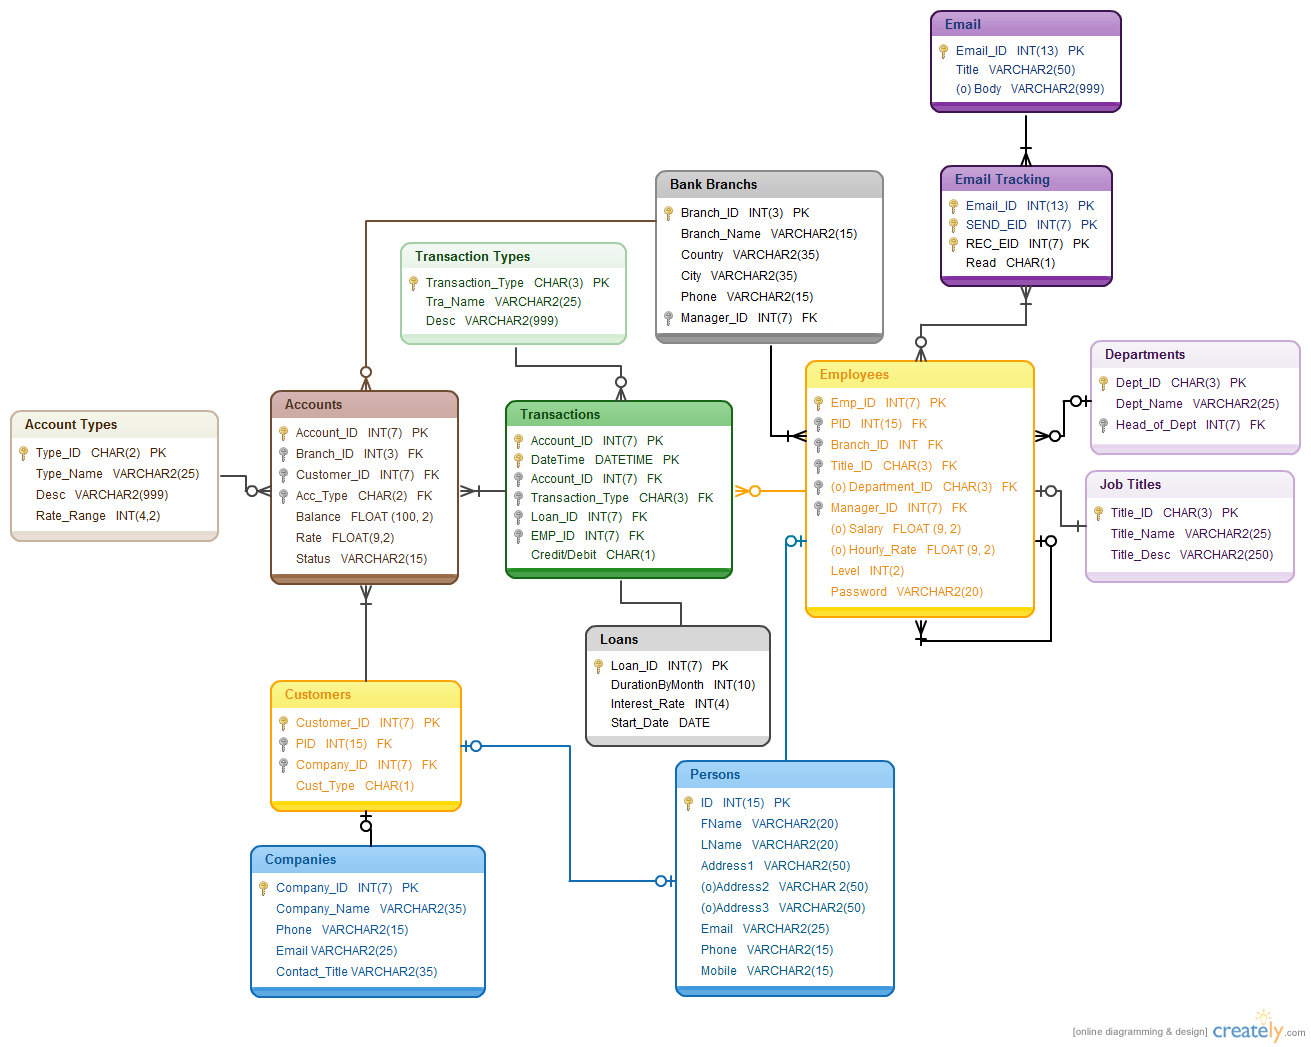 Email
Email_ID INT(13) PK
Title VARCHAR2(50)
(o) Body VARCHAR2(999)
Email Tracking
Email_ID INT(13) PK
SEND_EID INT(7) PK
REC_EID INT(7) PK
Read CHAR(1)
Bank Branchs
Branch_ID INT(3) PK
Branch_Name VARCHAR2(15)
Country VARCHAR2(35)
City VARCHAR2(35)
Phone VARCHAR2(15)
Manager_ID INT(7) FK
Transaction Types
Transaction_Type CHAR(3) PK
Tra_Name VARCHAR2(25)
Desc VARCHAR2(999)
Departments
Dept_ID CHAR(3) PK
Dept_Name VARCHAR2(25)
Head_of_Dept INT(7) FK
Employees
Emp_ID INT(7) PK
PID INT(15) FK
Branch_ID INT FK
Title_ID CHAR(3) FK
(o) Department_ID CHAR(3) FK
Manager_ID INT(7) FK
(o) Salary FLOAT (9, 2)
(o) Hourly_Rate FLOAT (9, 2)
Level INT(2)
Password VARCHAR2(20)
Accounts
Account_ID INT(7) PK
Branch_ID INT(3) FK
Customer_ID INT(7) FK
Acc_Type CHAR(2) FK
Balance FLOAT (100, 2)
Rate FLOAT(9,2)
Status VARCHAR2(15)
Transactions
Account_ID INT(7) PK
DateTime DATETIME PK
Account_ID INT(7) FK
Transaction_Type CHAR(3) FK
Loan_ID INT(7) FK
EMP_ID INT(7) FK
Credit/Debit CHAR(1)
Account Types
Type_ID CHAR(2) PK
Type_Name VARCHAR2(25)
Desc VARCHAR2(999)
Rate_Range INT(4,2)
Job Titles
Title_ID CHAR(3) PK
Title_Name VARCHAR2(25)
Title_Desc VARCHAR2(250)
Loans
Loan_ID INT(7) PK
DurationByMonth INT(10)
Interest_Rate INT(4)
Start_Date DATE
Customers
Customer_ID INT(7) PK
PID INT(15) FK
Company_ID INT(7) FK
Cust_Type CHAR(1)
Persons
ID INT(15) PK
FName VARCHAR2(20)
LName VARCHAR2(20)
Address1 VARCHAR2(50)
(o)Address2 VARCHAR 2(50)
(o)Address3 VARCHAR2(50)
Email VARCHAR2(25)
Phone VARCHAR2(15)
Mobile VARCHAR2(15)
Companies
Company_ID INT(7) PK
Company_Name VARCHAR2(35)
Phone VARCHAR2(15)
Email VARCHAR2(25)
Contact_Title VARCHAR2(35)
[online diagramming & design] creately.com